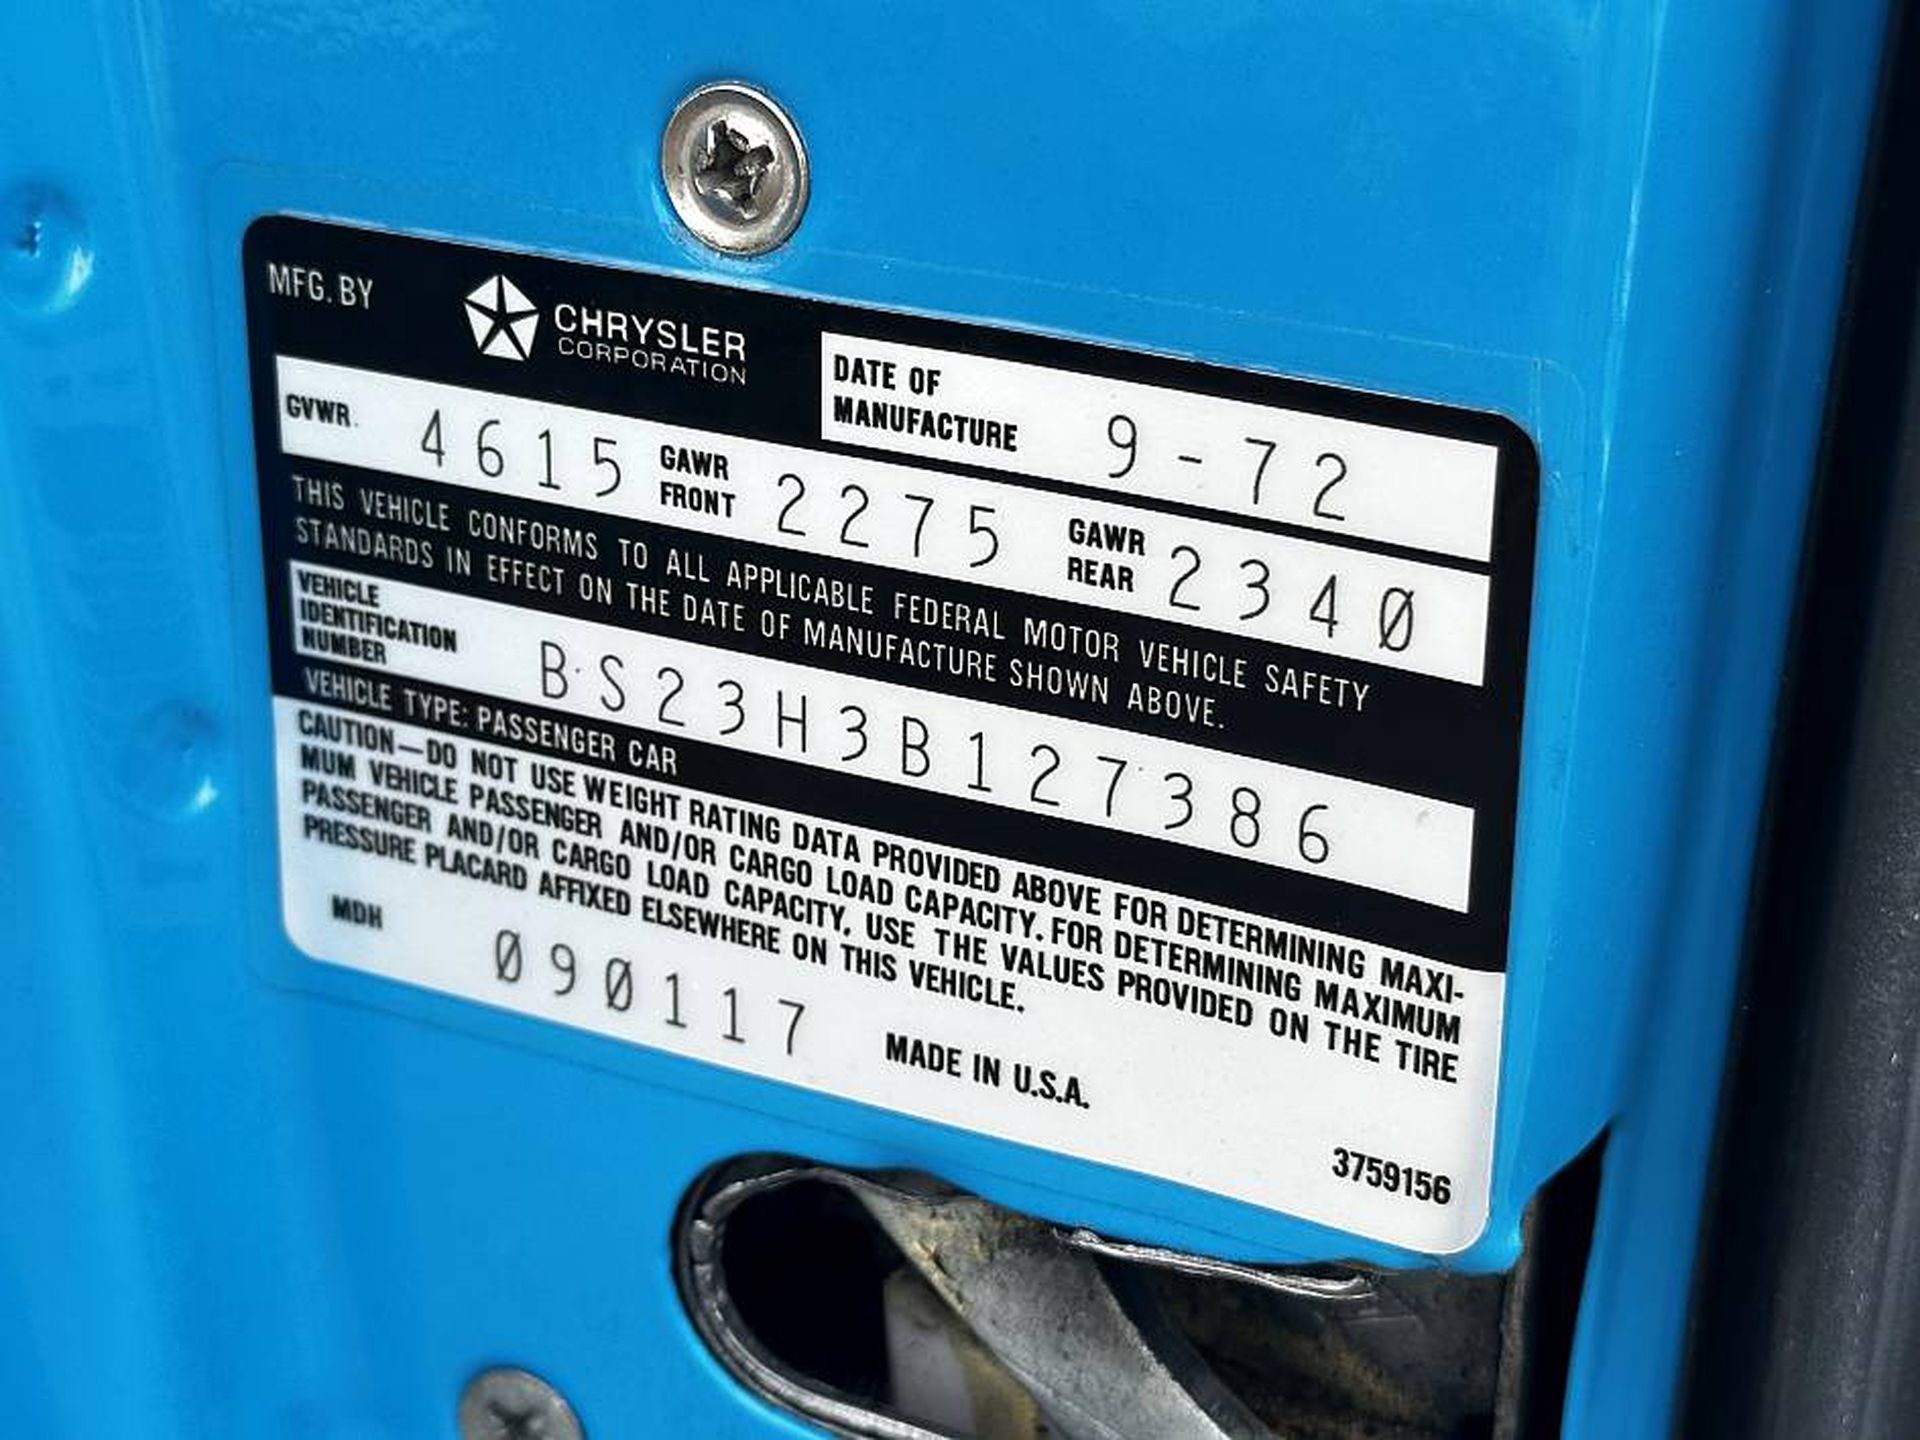 MFG. BY CHRYSLER CORPORATION
DATE OF MANUFACTURE 9-72
GVWR. 4615 GAWR FRONT 2275 GAWR REAR 2340
THIS VEHICLE CONFORMS TO ALL APPLICABLE FEDERAL MOTOR VEHICLE SAFETY
STANDARDS IN EFFECT ON THE DATE OF MANUFACTURE SHOWN ABOVE.
VEHICLE IDENTIFICATION NUMBER BS23H3B127386
VEHICLE TYPE: PASSENGER CAR
CAUTION—DO NOT USE WEIGHT RATING DATA PROVIDED ABOVE FOR DETERMINING MAXI-
MUM VEHICLE PASSENGER AND/OR CARGO LOAD CAPACITY. FOR DETERMINING MAXIMUM
PASSENGER AND/OR CARGO LOAD CAPACITY, USE THE VALUES PROVIDED ON THE TIRE
PRESSURE PLACARD AFFIXED ELSEWHERE ON THIS VEHICLE.
MDH 090117
MADE IN U.S.A.
3759156